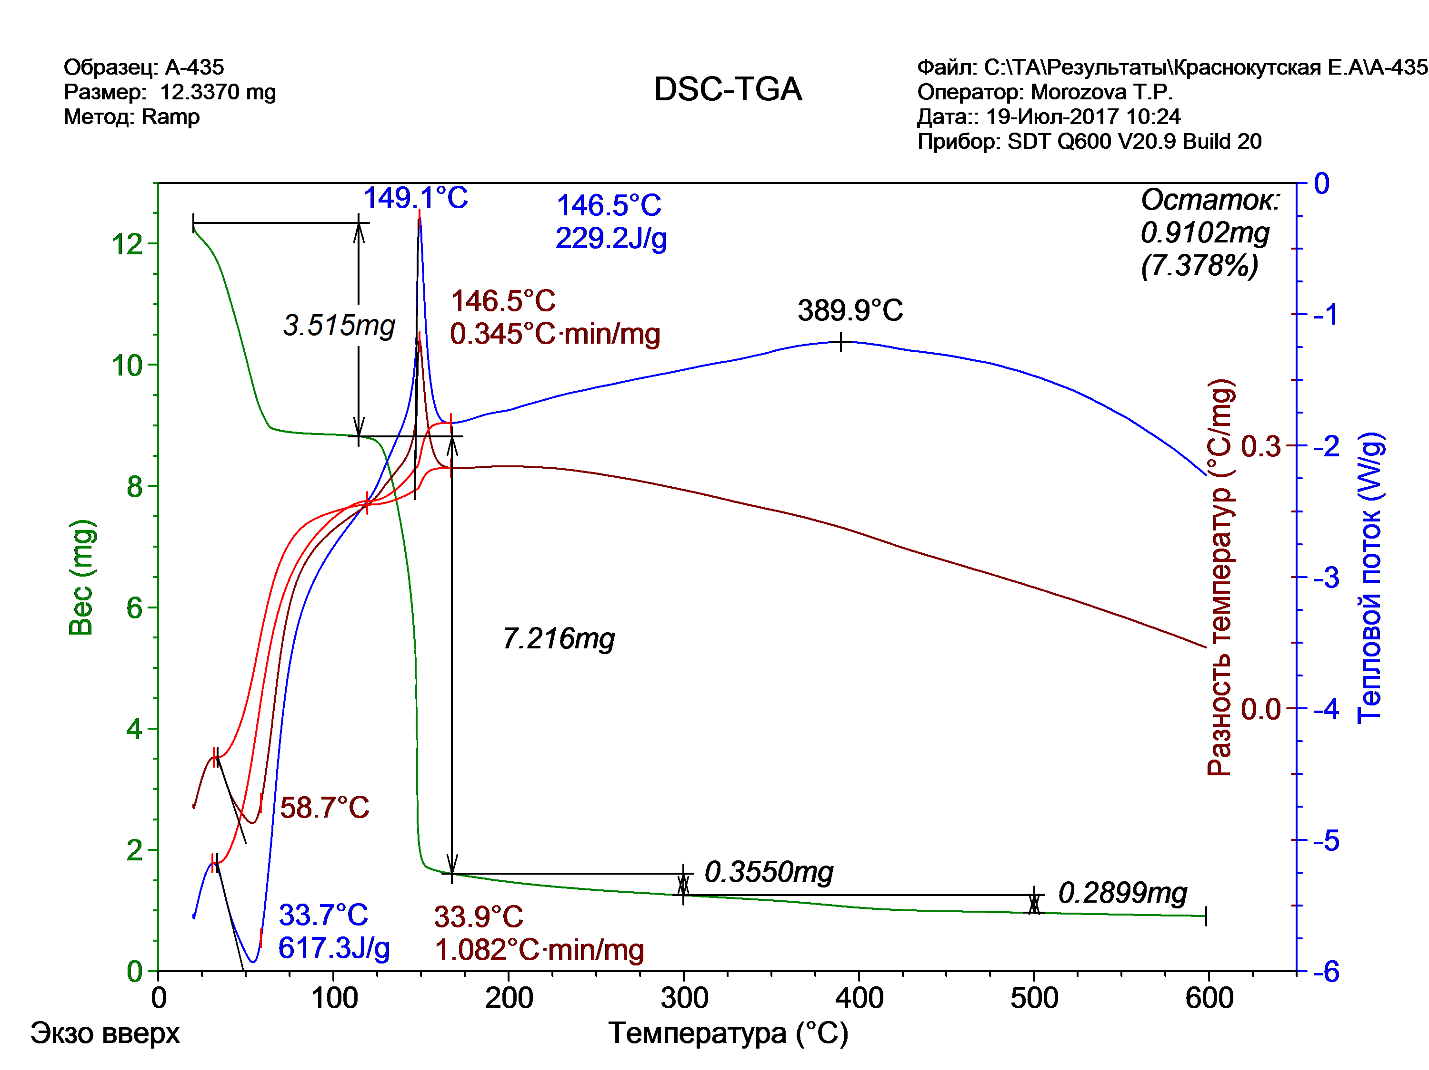 Образец: A-435
Размер: 12.3370 mg
Метод: Ramp
DSC-TGA
Файл: C:\TA\Результаты\Краснокутская Е.А\A-435
Оператор: Morozova T.P.
Дата:: 19-Июл-2017 10:24
Прибор: SDT Q600 V20.9 Build 20
149.1°C
146.5°C
229.2J/g
Остаток:
0.9102mg
(7.378%)
3.515mg
146.5°C
0.345°C·min/mg
389.9°C
7.216mg
58.7°C
33.7°C
617.3J/g
33.9°C
1.082°C·min/mg
0.3550mg
0.2899mg
12
10
8
6
4
2
0
Вес (mg)
0.3
0.0
Разность температур (°C/mg)
0
-1
-2
-3
-4
-5
-6
Тепловой поток (W/g)
0
100
200
300
400
500
600
Экзо вверх
Температура (°C)